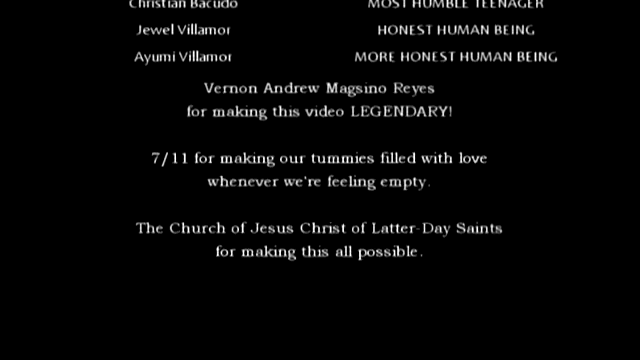 Christian Bacudo MOST HUMBLE TEENAGER
Jewel Villamor HONEST HUMAN BEING
Ayumi Villamor MORE HONEST HUMAN BEING
Vernon Andrew Magsino Reyes
for making this video LEGENDARY!
7/11 for making our tummies filled with love
whenever we're feeling empty.
The Church of Jesus Christ of Latter-Day Saints
for making this all possible.